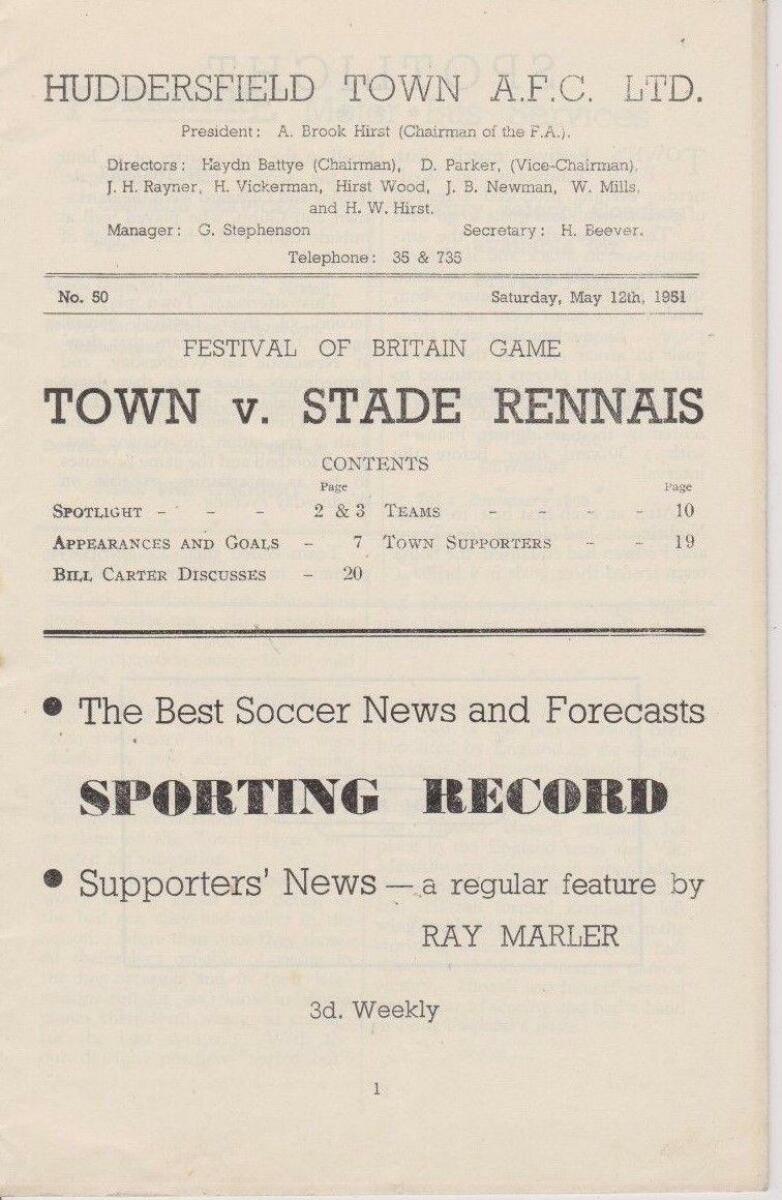 HUDDERSFIELD TOWN A.F.C. LTD.
President: A. Brook Hirst (Chairman of the F.A.).
Directors: Haydn Battye (Chairman), D. Parker, (Vice-Chairman),
J. H. Rayner, H. Vickerman, Hirst Wood, J. B. Newman, W. Mills,
and H. W. Hirst.
Manager: G. Stephenson Secretary: H. Beever.
Telephone: 35 & 735
No. 50 Saturday, May 12th, 1951
FESTIVAL OF BRITAIN GAME
TOWN v. STADE RENNAIS
CONTENTS
Page Page
SPOTLIGHT - - - 2 & 3 TEAMS - - - - 10
APPEARANCES AND GOALS - 7 TOWN SUPPORTERS - - 19
BILL CARTER DISCUSSES - 20
• The Best Soccer News and Forecasts
SPORTING RECORD
• Supporters' News — a regular feature by
RAY MARLER
3d. Weekly
1